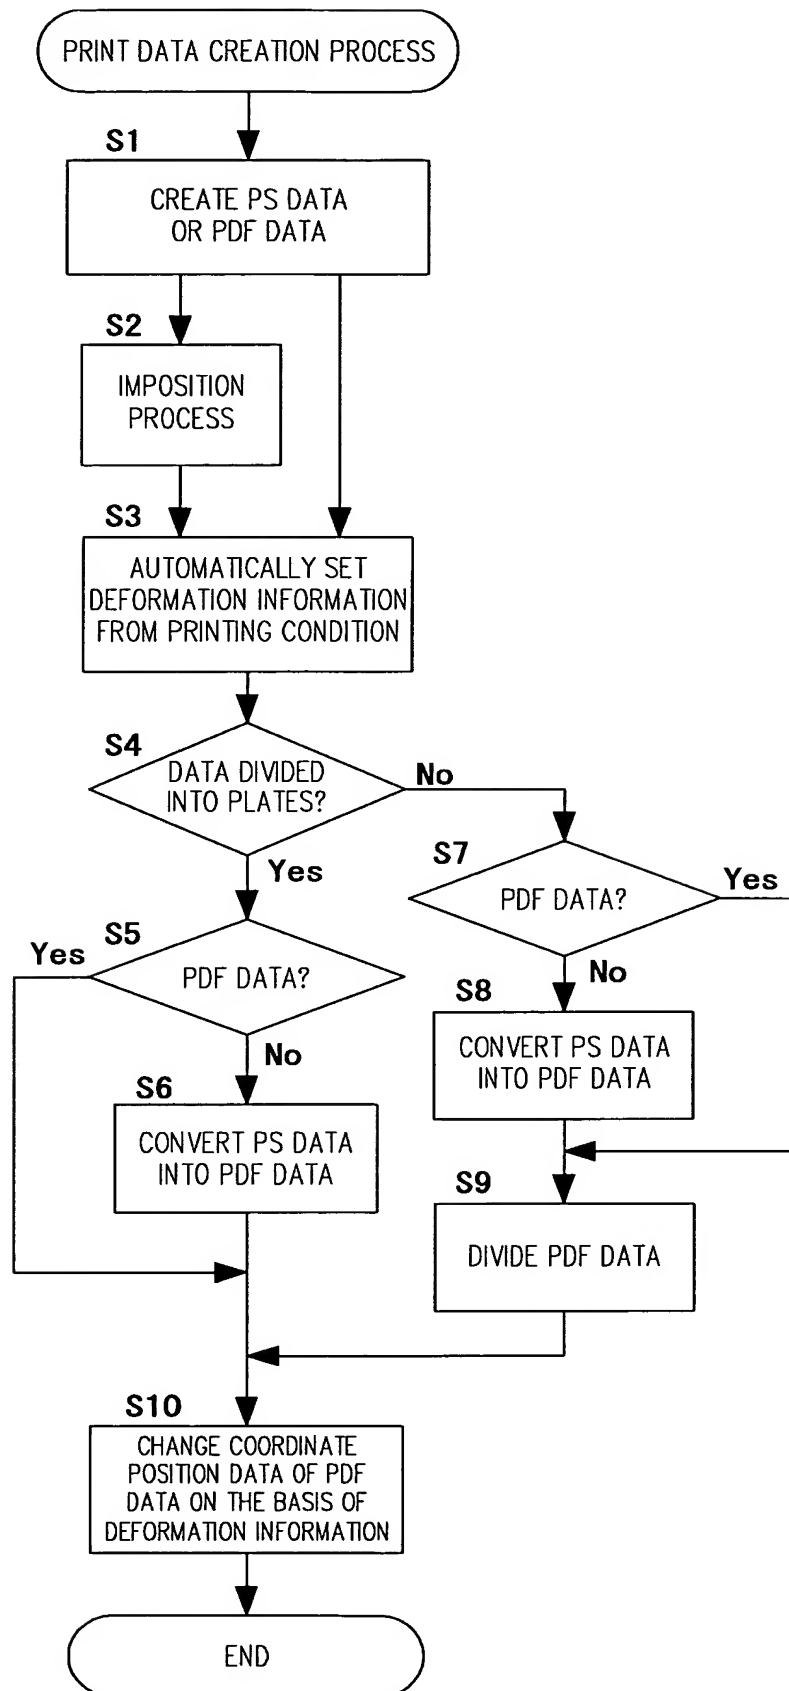 PRINT DATA CREATION PROCESS
S1
CREATE PS DATA
OR PDF DATA
S2
IMPOSITION
PROCESS
S3
AUTOMATICALLY SET
DEFORMATION INFORMATION
FROM PRINTING CONDITION
S4
DATA DIVIDED
INTO PLATES?
No
Yes
S7
PDF DATA?
Yes
No
S5
Yes
PDF DATA?
No
S8
CONVERT PS DATA
INTO PDF DATA
S6
CONVERT PS DATA
INTO PDF DATA
S9
DIVIDE PDF DATA
S10
CHANGE COORDINATE
POSITION DATA OF PDF
DATA ON THE BASIS OF
DEFORMATION INFORMATION
END